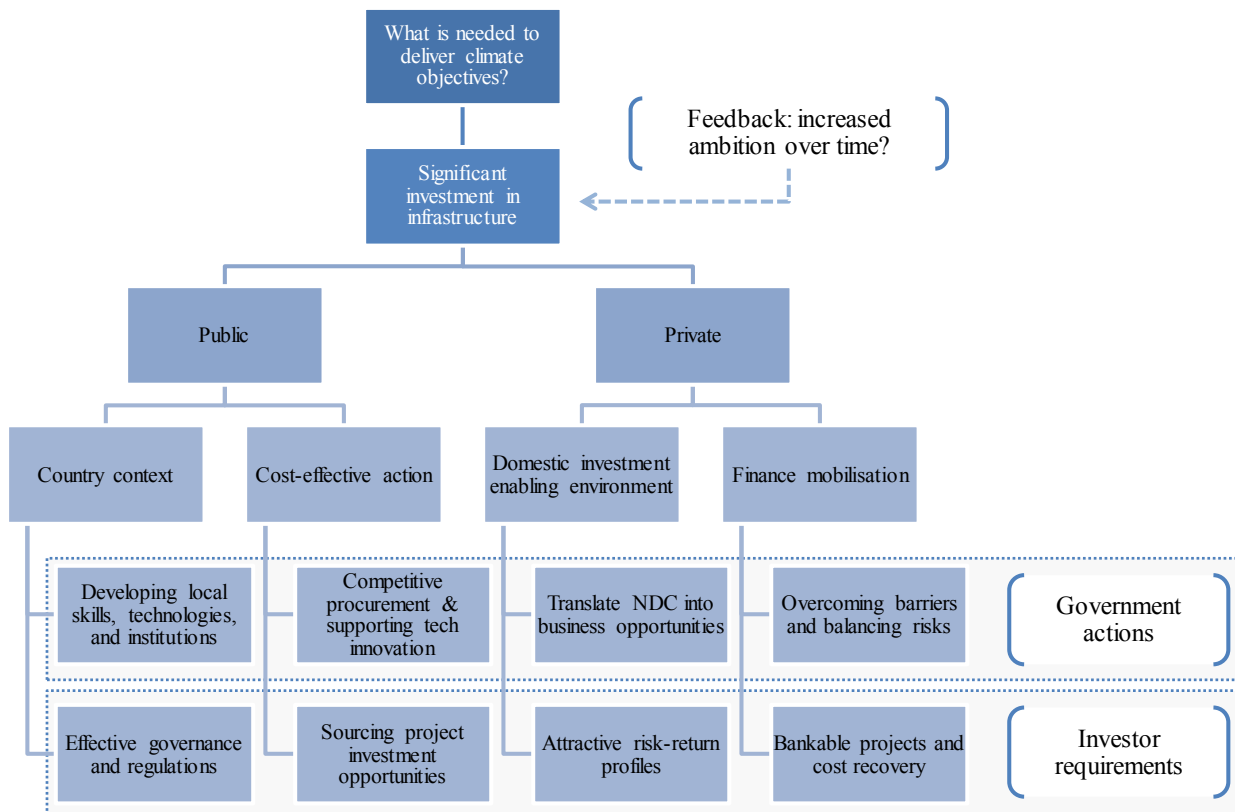 What is needed to
deliver climate
objectives?
Feedback: increased
ambition over time?
Significant
investment in
infrastructure
Public
Private
Country context
Cost-effective action
Domestic investment
enabling environment
Finance mobilisation
Developing local
skills, technologies,
and institutions
Competitive
procurement &
supporting tech
innovation
Translate NDC into
business opportunities
Overcoming barriers
and balancing risks
Government
actions
Effective governance
and regulations
Sourcing project
investment
opportunities
Attractive risk-return
profiles
Bankable projects and
cost recovery
Investor
requirements